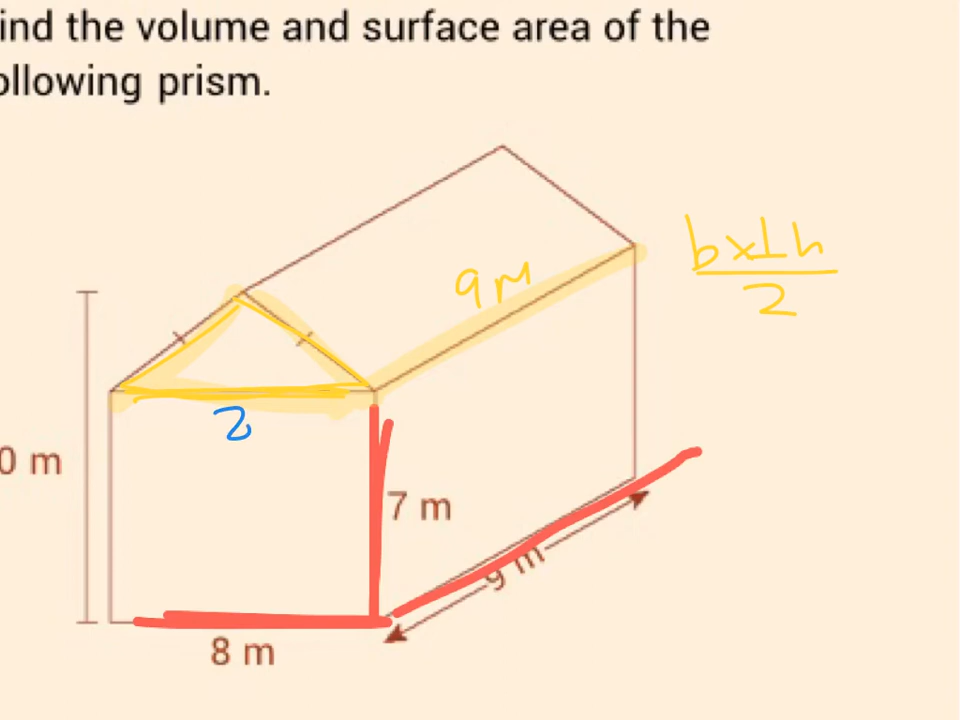 ind the volume and surface area of the
ollowing prism.
9M
b x ⊥ h
2
2
0 m
7 m
9 m
8 m